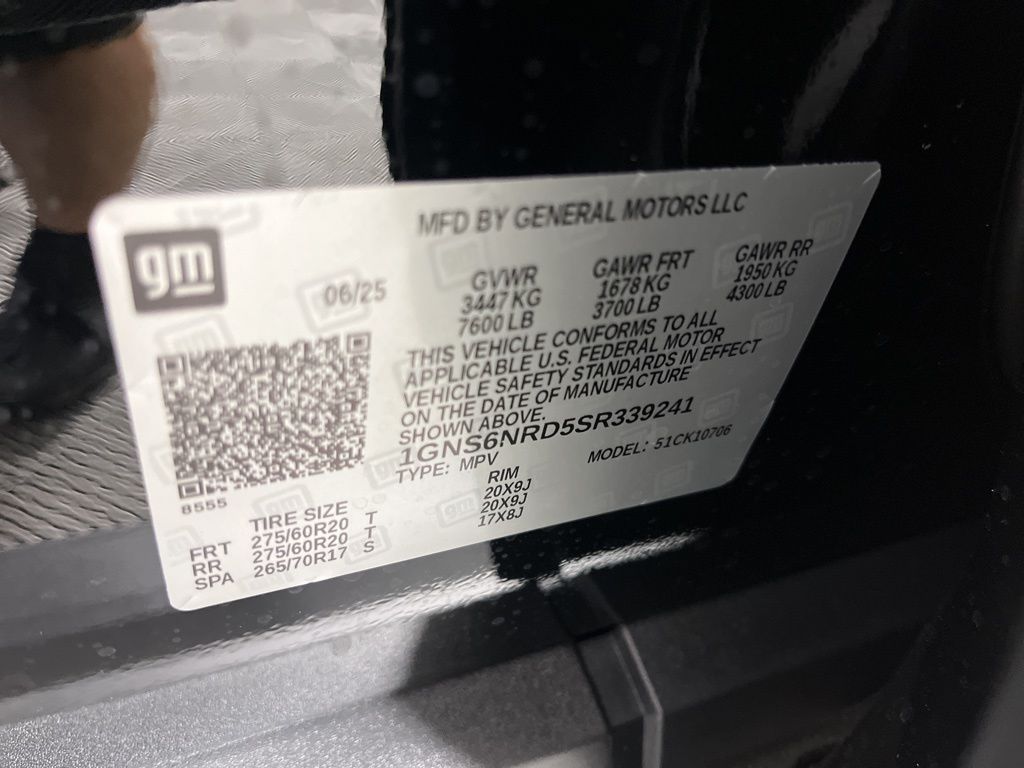 MFD BY GENERAL MOTORS LLC
gm
06/25
GVWR GAWR FRT GAWR RR
3447 KG 1678 KG 1950 KG
7600 LB 3700 LB 4300 LB
THIS VEHICLE CONFORMS TO ALL
APPLICABLE U.S. FEDERAL MOTOR
VEHICLE SAFETY STANDARDS IN EFFECT
ON THE DATE OF MANUFACTURE
SHOWN ABOVE.
1GNS6NRD5SR339241
TYPE: MPV MODEL: 51CK10706
8555
TIRE SIZE RIM
FRT 275/60R20 T 20X9J
RR 275/60R20 T 20X9J
SPA 265/70R17 S 17X8J